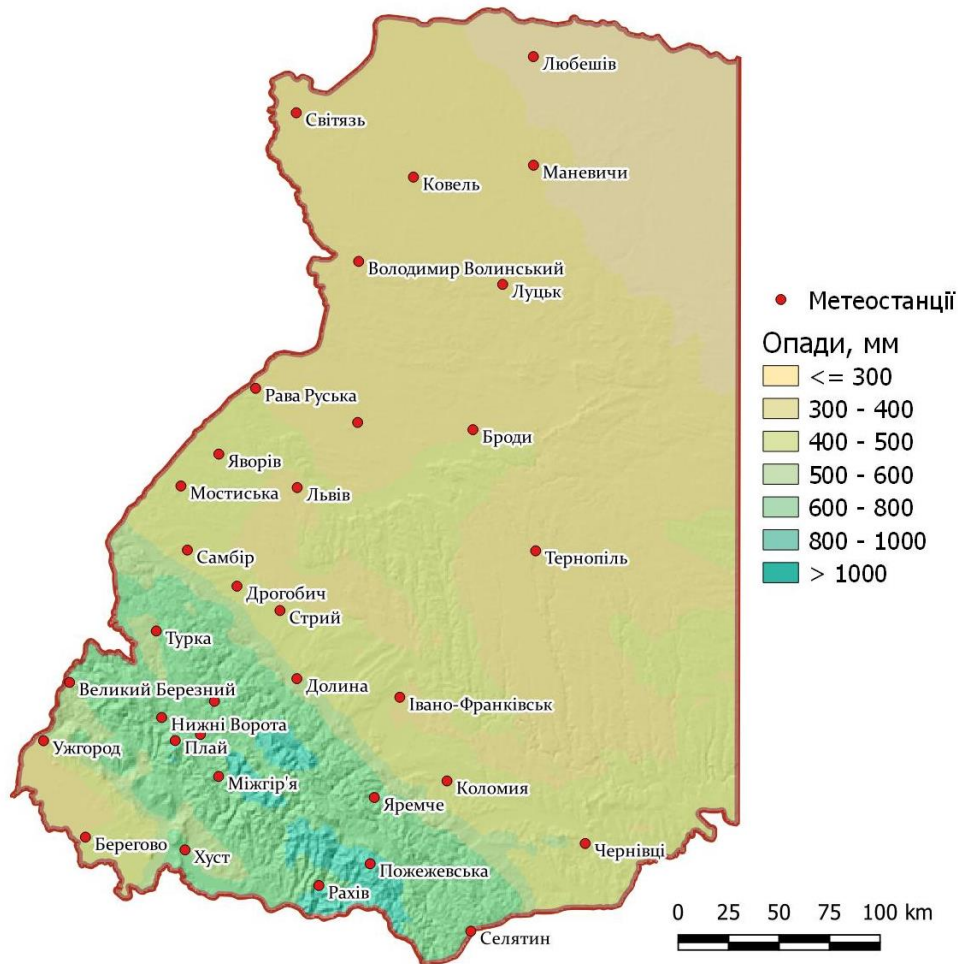 Любешів
Світязь
Маневичи
Ковель
Володимир Волинський
Луцьк
Метеостанції
Опади, мм
<= 300
300 - 400
400 - 500
500 - 600
600 - 800
800 - 1000
> 1000
Рава Руська
Броди
Яворів
Мостиська
Львів
Самбір
Тернопіль
Дрогобич
Стрий
Турка
Долина
Великий Березний
Івано-Франківськ
Нижні Ворота
Ужгород
Плай
Міжгір'я
Коломия
Яремче
Берегово
Чернівці
Хуст
Пожежевська
Рахів
Селятин
0 25 50 75 100 km